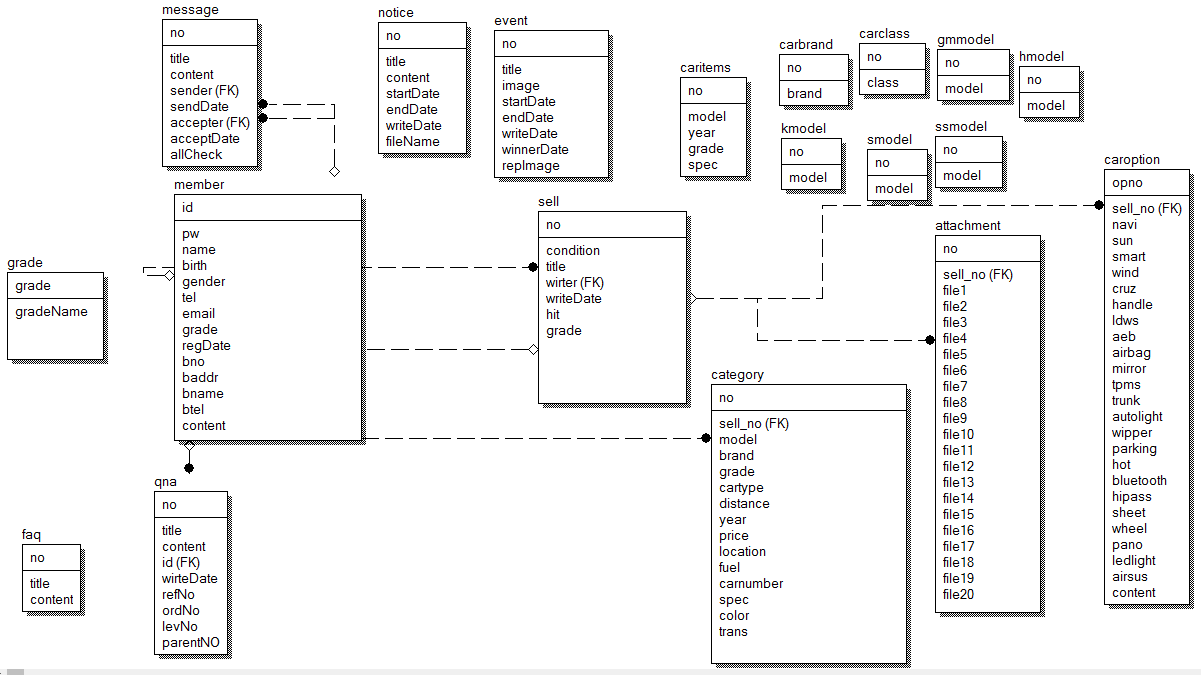 message
no
title
content
sender (FK)
sendDate
accepter (FK)
acceptDate
allCheck
notice
no
title
content
startDate
endDate
writeDate
fileName
event
no
title
image
startDate
endDate
writeDate
winnerDate
repImage
caritems
no
model
year
grade
spec
carbrand
no
brand
carclass
no
class
gmmodel
no
model
hmodel
no
model
kmodel
no
model
smodel
no
model
ssmodel
no
model
caroption
opno
sell_no (FK)
navi
sun
smart
wind
cruz
handle
ldws
aeb
airbag
mirror
tpms
trunk
autolight
wipper
parking
hot
bluetooth
hipass
sheet
wheel
pano
ledlight
airsus
content
member
id
pw
name
birth
gender
tel
email
grade
regDate
bno
baddr
bname
btel
content
sell
no
condition
title
wirter (FK)
writeDate
hit
grade
attachment
no
sell_no (FK)
file1
file2
file3
file4
file5
file6
file7
file8
file9
file10
file11
file12
file13
file14
file15
file16
file17
file18
file19
file20
grade
grade
gradeName
category
no
sell_no (FK)
model
brand
grade
cartype
distance
year
price
location
fuel
carnumber
spec
color
trans
qna
no
title
content
id (FK)
wirteDate
refNo
ordNo
levNo
parentNO
faq
no
title
content